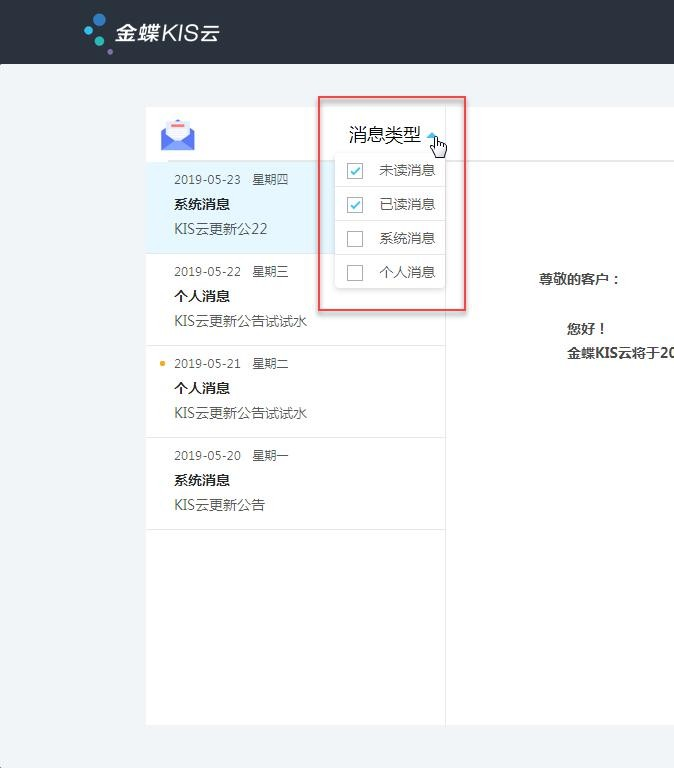 金蝶KIS云
消息类型
未读消息
已读消息
系统消息
个人消息
2019-05-23 星期四
系统消息
KIS云更新公22
2019-05-22 星期三
个人消息
KIS云更新公告试试水
2019-05-21 星期二
个人消息
KIS云更新公告试试水
2019-05-20 星期一
系统消息
KIS云更新公告
尊敬的客户：
您好！
金蝶KIS云将于20